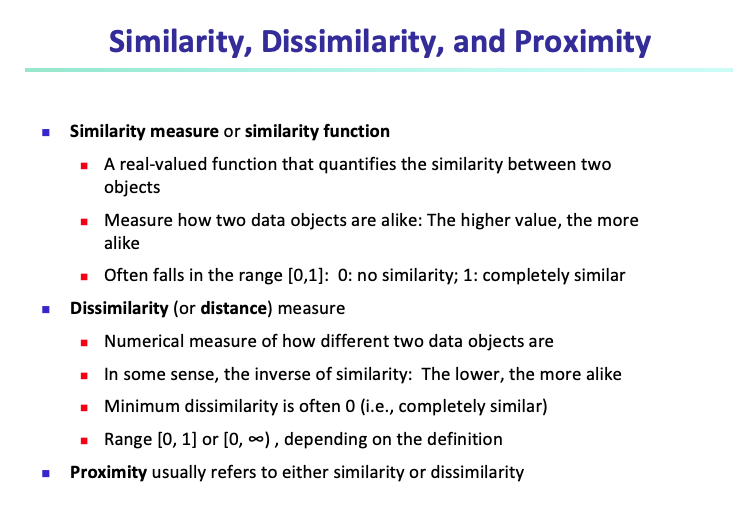 Similarity, Dissimilarity, and Proximity
Similarity measure or similarity function
A real-valued function that quantifies the similarity between two
objects
Measure how two data objects are alike: The higher value, the more
alike
Often falls in the range [0,1]:  0: no similarity; 1: completely similar
Dissimilarity (or distance) measure
Numerical measure of how different two data objects are
In some sense, the inverse of similarity:  The lower, the more alike
Minimum dissimilarity is often 0 (i.e., completely similar)
Range [0, 1] or [0, ∞) , depending on the definition
Proximity usually refers to either similarity or dissimilarity